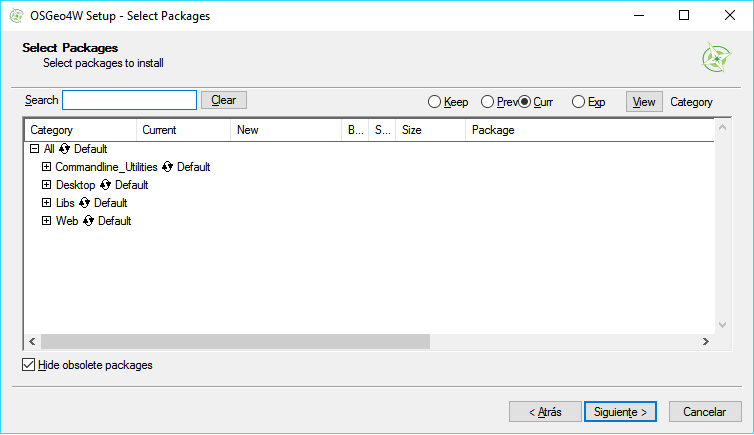 OSGeo4W Setup - Select Packages
Select Packages
Select packages to install
Search Clear Keep Prev Curr Exp View Category
Category Current New B... S... Size Package
All Default
Commandline_Utilities Default
Desktop Default
Libs Default
Web Default
Hide obsolete packages
< Atrás Siguiente > Cancelar